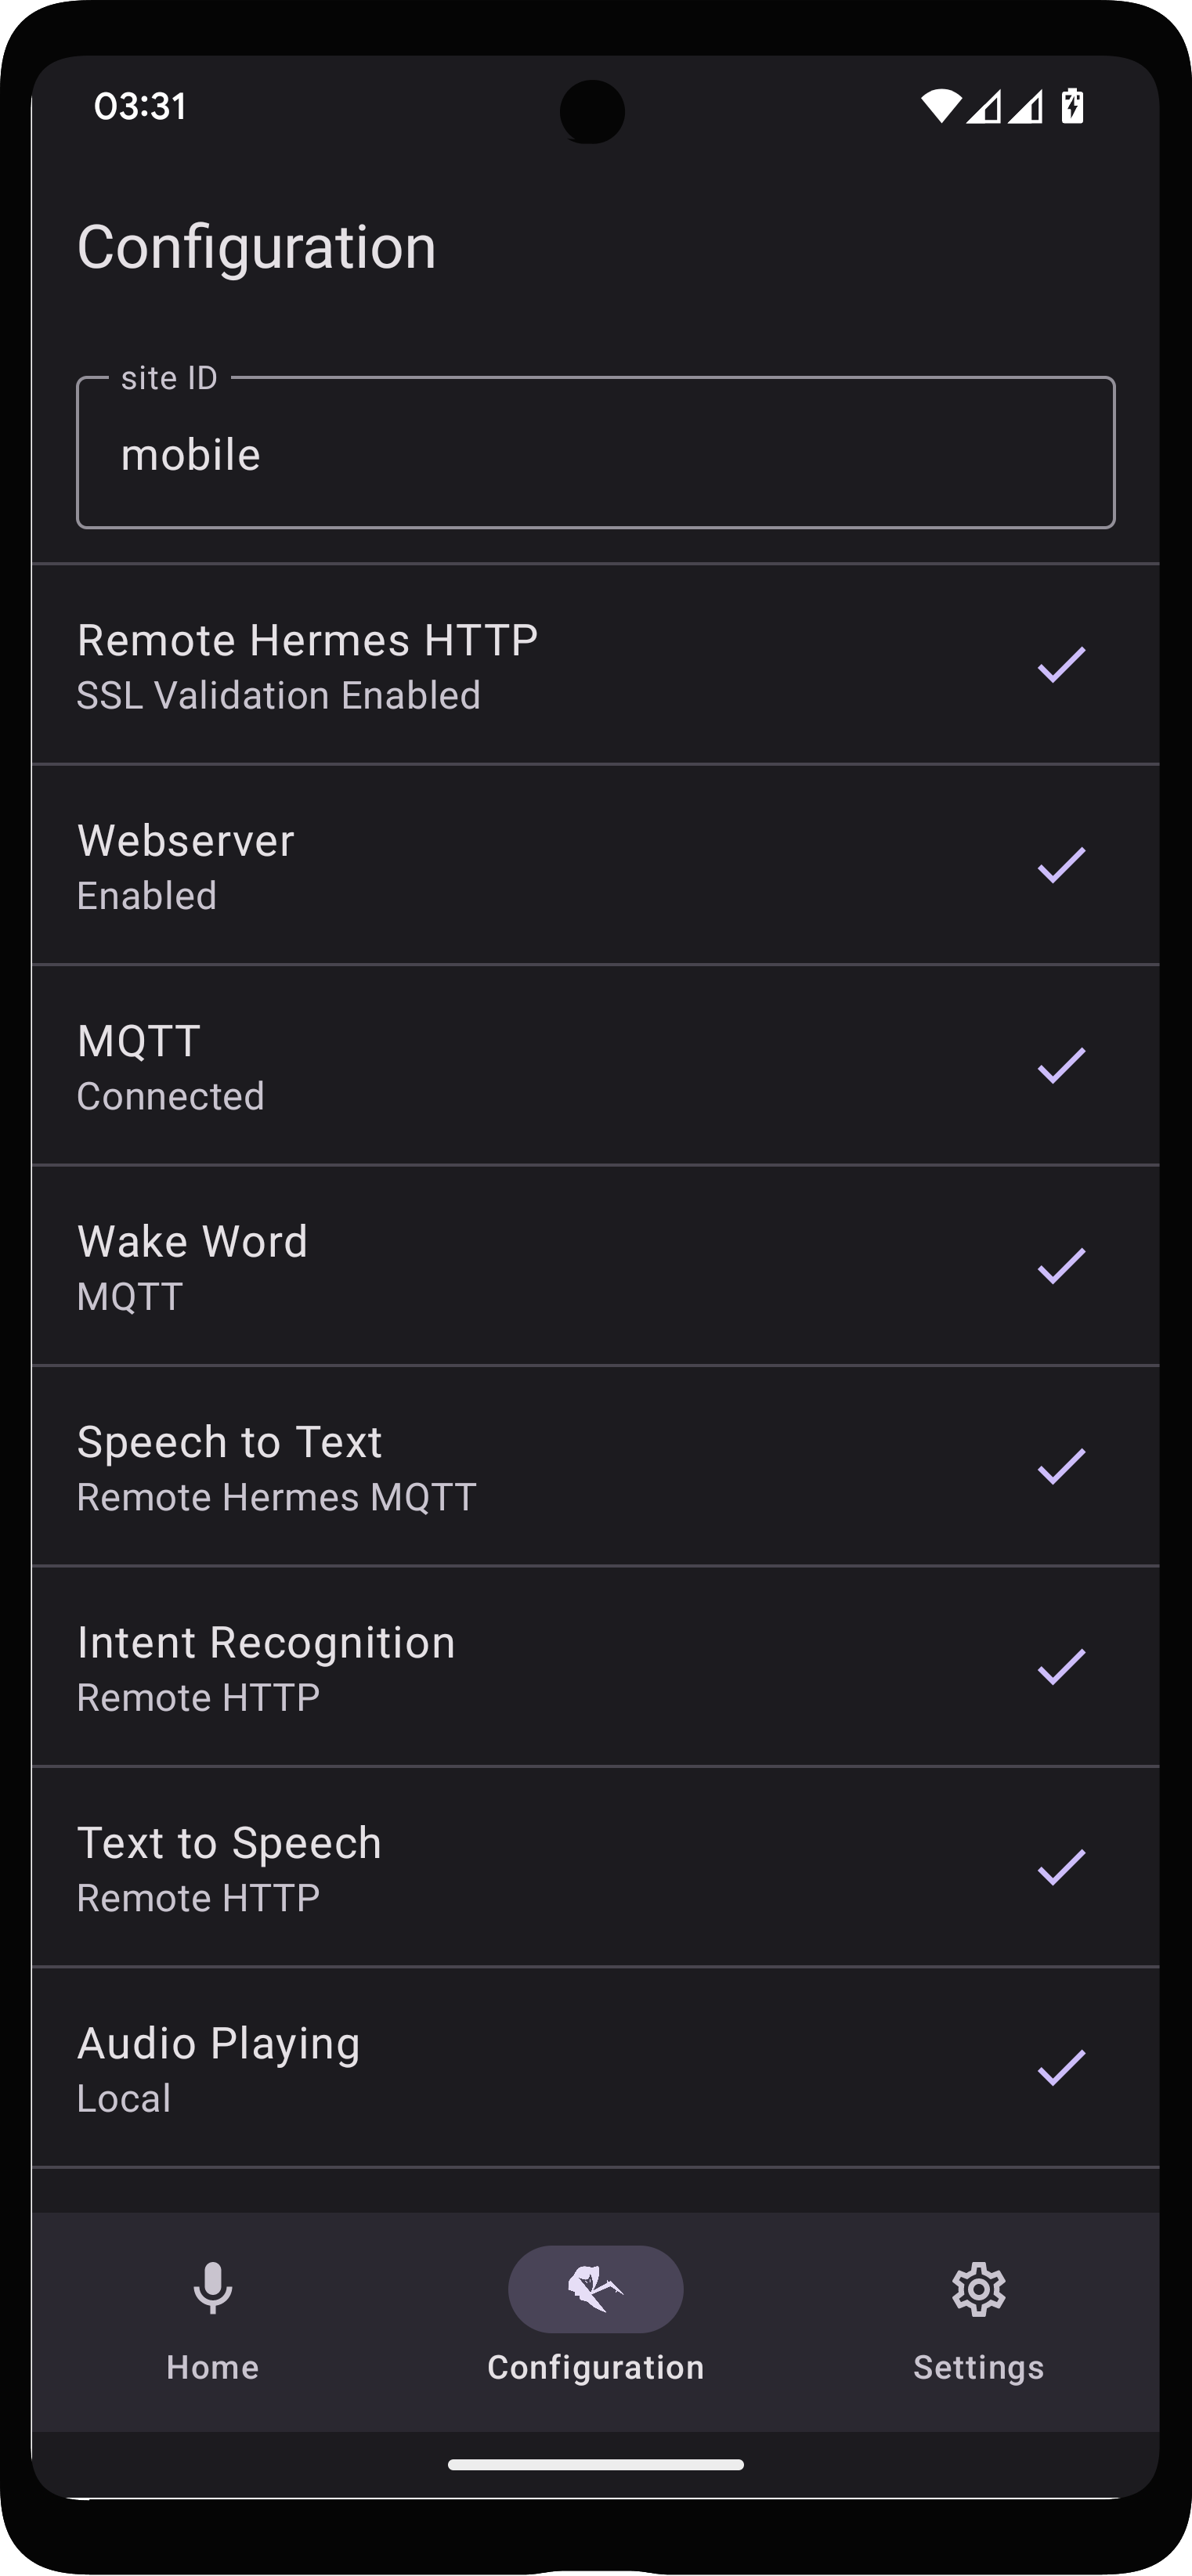 03:31
Configuration
site ID
mobile
Remote Hermes HTTP
SSL Validation Enabled
Webserver
Enabled
MQTT
Connected
Wake Word
MQTT
Speech to Text
Remote Hermes MQTT
Intent Recognition
Remote HTTP
Text to Speech
Remote HTTP
Audio Playing
Local
Home
Configuration
Settings